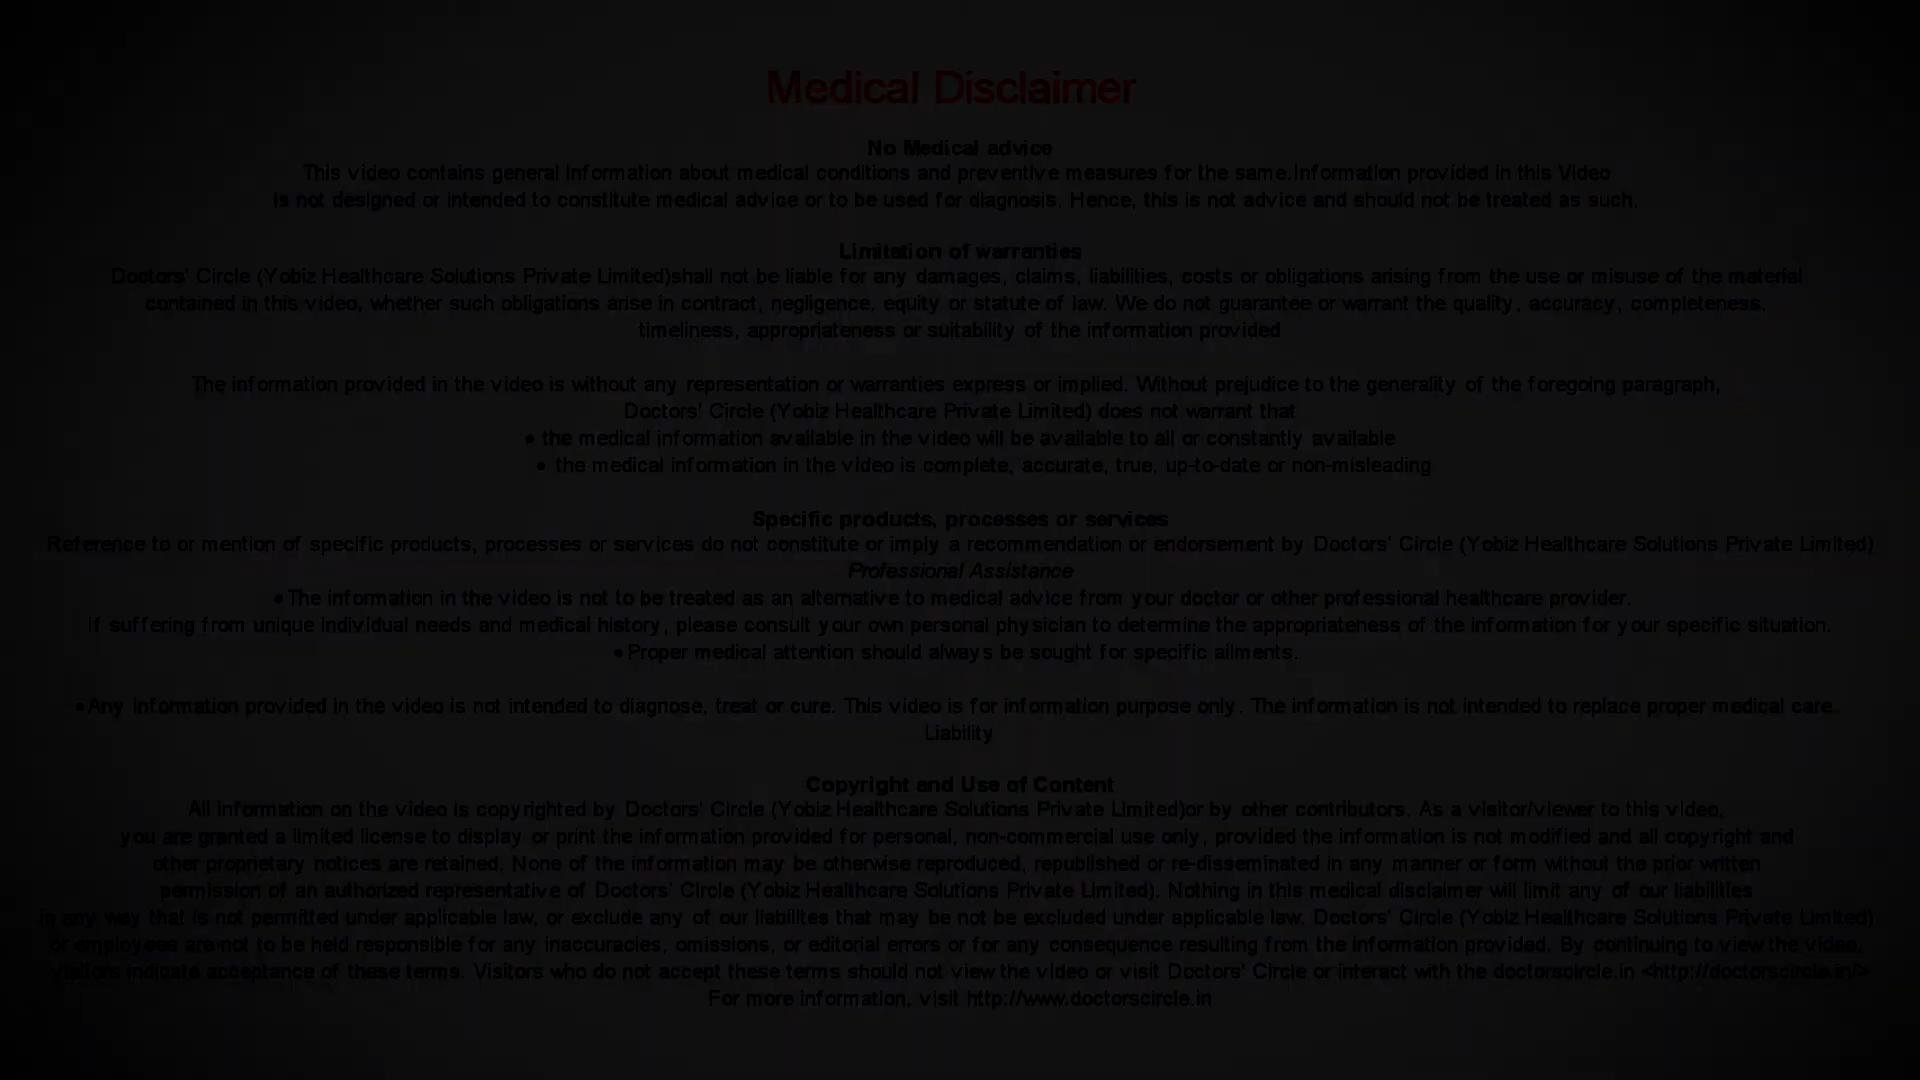 Medical Disclaimer
No Medical advice
This video contains general information about medical conditions and preventive measures for the same.Information provided in this Video
is not designed or intended to constitute medical advice or to be used for diagnosis. Hence, this is not advice and should not be treated as such.
Limitation of warranties
Doctors' Circle (Yobiz Healthcare Solutions Private Limited)shall not be liable for any damages, claims, liabilities, costs or obligations arising from the use or misuse of the material
contained in this video, whether such obligations arise in contract, negligence, equity or statute of law. We do not guarantee or warrant the quality, accuracy, completeness,
timeliness, appropriateness or suitability of the information provided
The information provided in the video is without any representation or warranties express or implied. Without prejudice to the generality of the foregoing paragraph,
Doctors' Circle (Yobiz Healthcare Private Limited) does not warrant that
• the medical information available in the video will be available to all or constantly available
• the medical information in the video is complete, accurate, true, up-to-date or non-misleading
Specific products, processes or services
Reference to or mention of specific products, processes or services do not constitute or imply a recommendation or endorsement by Doctors' Circle (Yobiz Healthcare Solutions Private Limited)
Professional Assistance
•The information in the video is not to be treated as an alternative to medical advice from your doctor or other professional healthcare provider.
If suffering from unique individual needs and medical history, please consult your own personal physician to determine the appropriateness of the information for your specific situation.
•Proper medical attention should always be sought for specific ailments.
•Any information provided in the video is not intended to diagnose, treat or cure. This video is for information purpose only. The information is not intended to replace proper medical care.
Liability
Copyright and Use of Content
All information on the video is copyrighted by Doctors' Circle (Yobiz Healthcare Solutions Private Limited)or by other contributors. As a visitor/viewer to this video,
you are granted a limited license to display or print the information provided for personal, non-commercial use only, provided the information is not modified and all copyright and
other proprietary notices are retained. None of the information may be otherwise reproduced, republished or re-disseminated in any manner or form without the prior written
permission of an authorized representative of Doctors' Circle (Yobiz Healthcare Solutions Private Limited). Nothing in this medical disclaimer will limit any of our liabilities
in any way that is not permitted under applicable law, or exclude any of our liabilites that may be not be excluded under applicable law. Doctors' Circle (Yobiz Healthcare Solutions Private Limited)
or employees are not to be held responsible for any inaccuracies, omissions, or editorial errors or for any consequence resulting from the information provided. By continuing to view the video,
visitors indicate acceptance of these terms. Visitors who do not accept these terms should not view the video or visit Doctors' Circle or interact with the doctorscircle.in <http://doctorscircle.in/>
For more information, visit http://www.doctorscircle.in